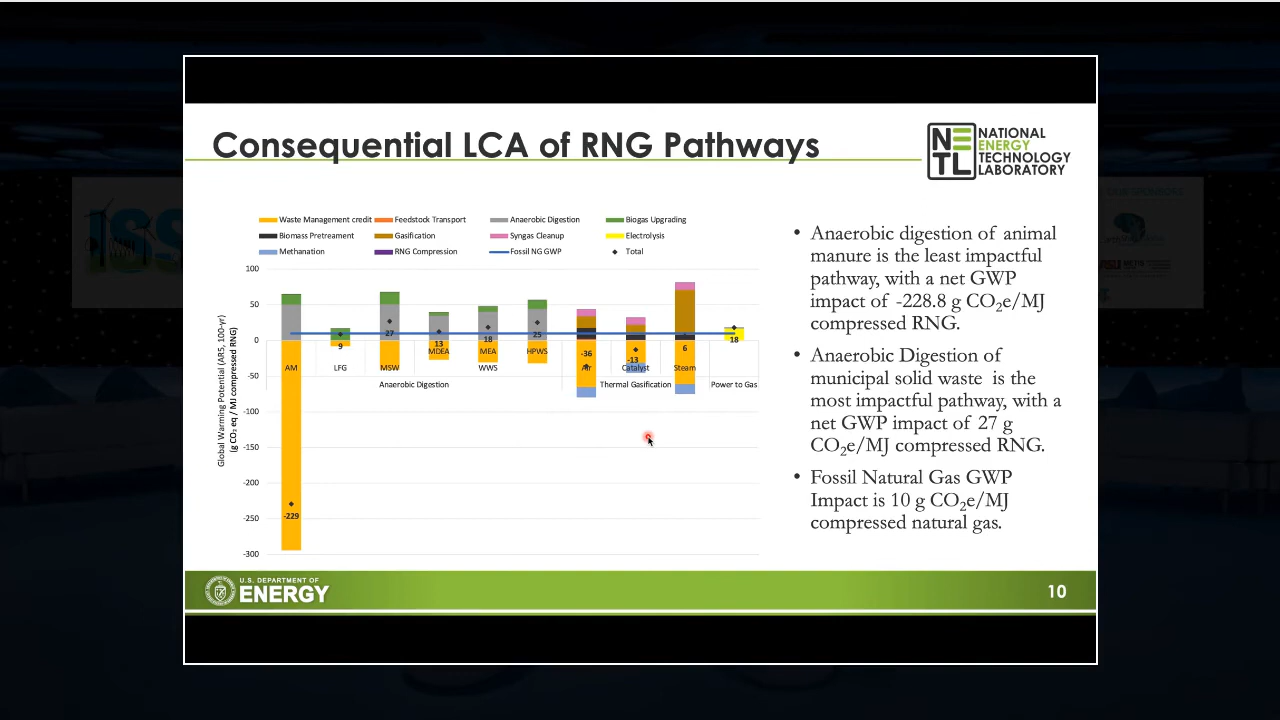 Consequential LCA of RNG Pathways
NATIONAL
ENERGY
TECHNOLOGY
LABORATORY
NETL
Waste Management credit Feedstock Transport Anaerobic Digestion Biogas Upgrading
Biomass Pretreament Gasification Syngas Cleanup Electrolysis
Methanation RNG Compression Fossil NG GWP Total
Global Warming Potential (AR5, 100-yr)
(g CO₂ eq / MJ compressed RNG)
100
50
0
-50
-100
-150
-200
-250
-300
-229 9 27 13 18 25 -36 -13 6 18
AM LFG MSW MDEA MEA HPWS Air Catalyst Steam
WWS
Anaerobic Digestion Thermal Gasification Power to Gas
• Anaerobic digestion of animal
manure is the least impactful
pathway, with a net GWP
impact of -228.8 g CO₂e/MJ
compressed RNG.
• Anaerobic Digestion of
municipal solid waste is the
most impactful pathway, with a
net GWP impact of 27 g
CO₂e/MJ compressed RNG.
• Fossil Natural Gas GWP
Impact is 10 g CO₂e/MJ
compressed natural gas.
U.S. DEPARTMENT OF
ENERGY
10
ISS